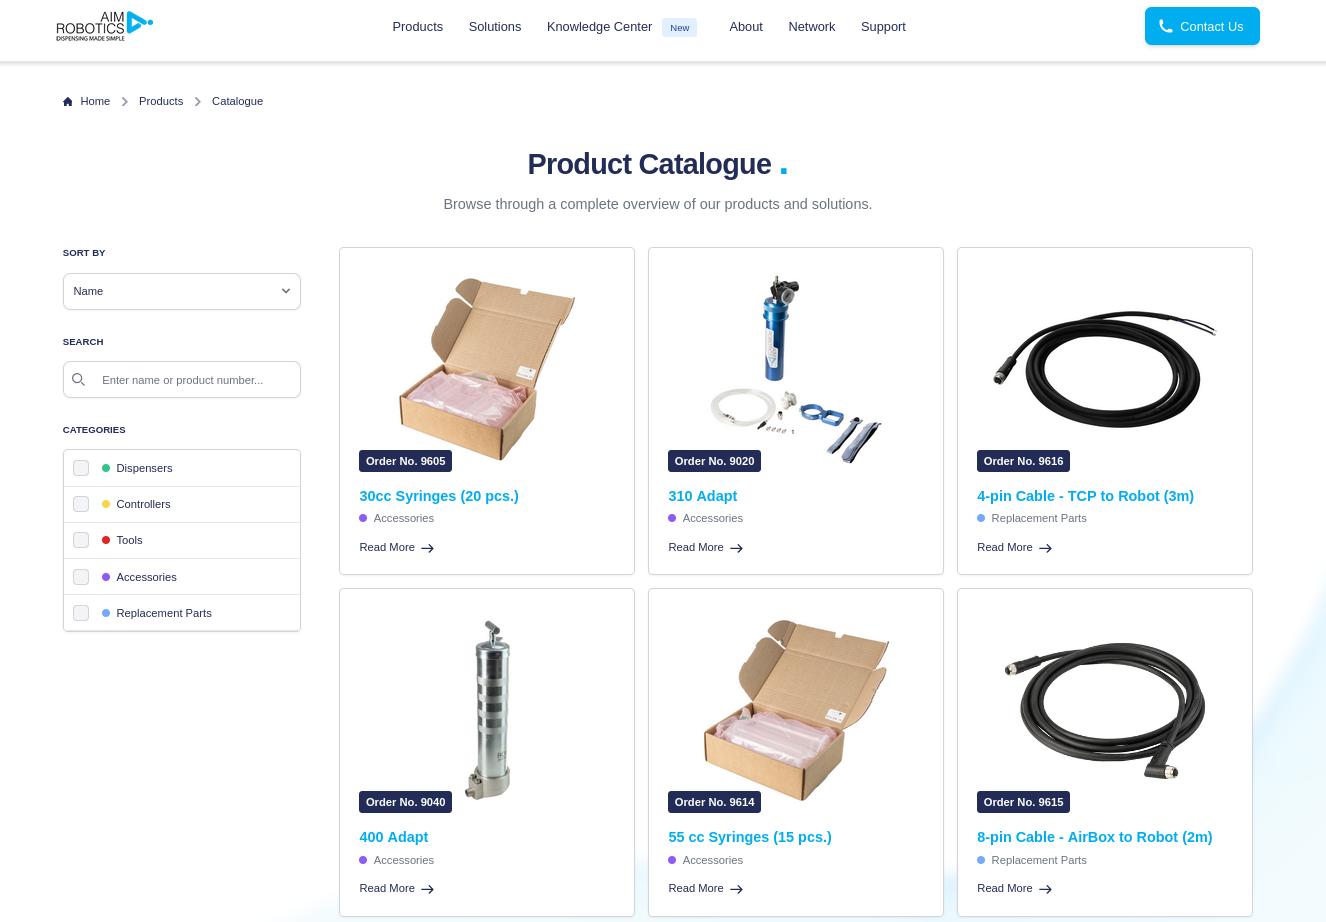 AIM
ROBOTICS
DISPENSING MADE SIMPLE
Products
Solutions
Knowledge Center
New
About
Network
Support
Contact Us
Home
Products
Catalogue
Product Catalogue .
Browse through a complete overview of our products and solutions.
SORT BY
Name
SEARCH
Enter name or product number...
CATEGORIES
Dispensers
Controllers
Tools
Accessories
Replacement Parts
Order No. 9605
30cc Syringes (20 pcs.)
Accessories
Read More
Order No. 9020
310 Adapt
Accessories
Read More
Order No. 9616
4-pin Cable - TCP to Robot (3m)
Replacement Parts
Read More
Order No. 9040
400 Adapt
Accessories
Read More
Order No. 9614
55 cc Syringes (15 pcs.)
Accessories
Read More
Order No. 9615
8-pin Cable - AirBox to Robot (2m)
Replacement Parts
Read More